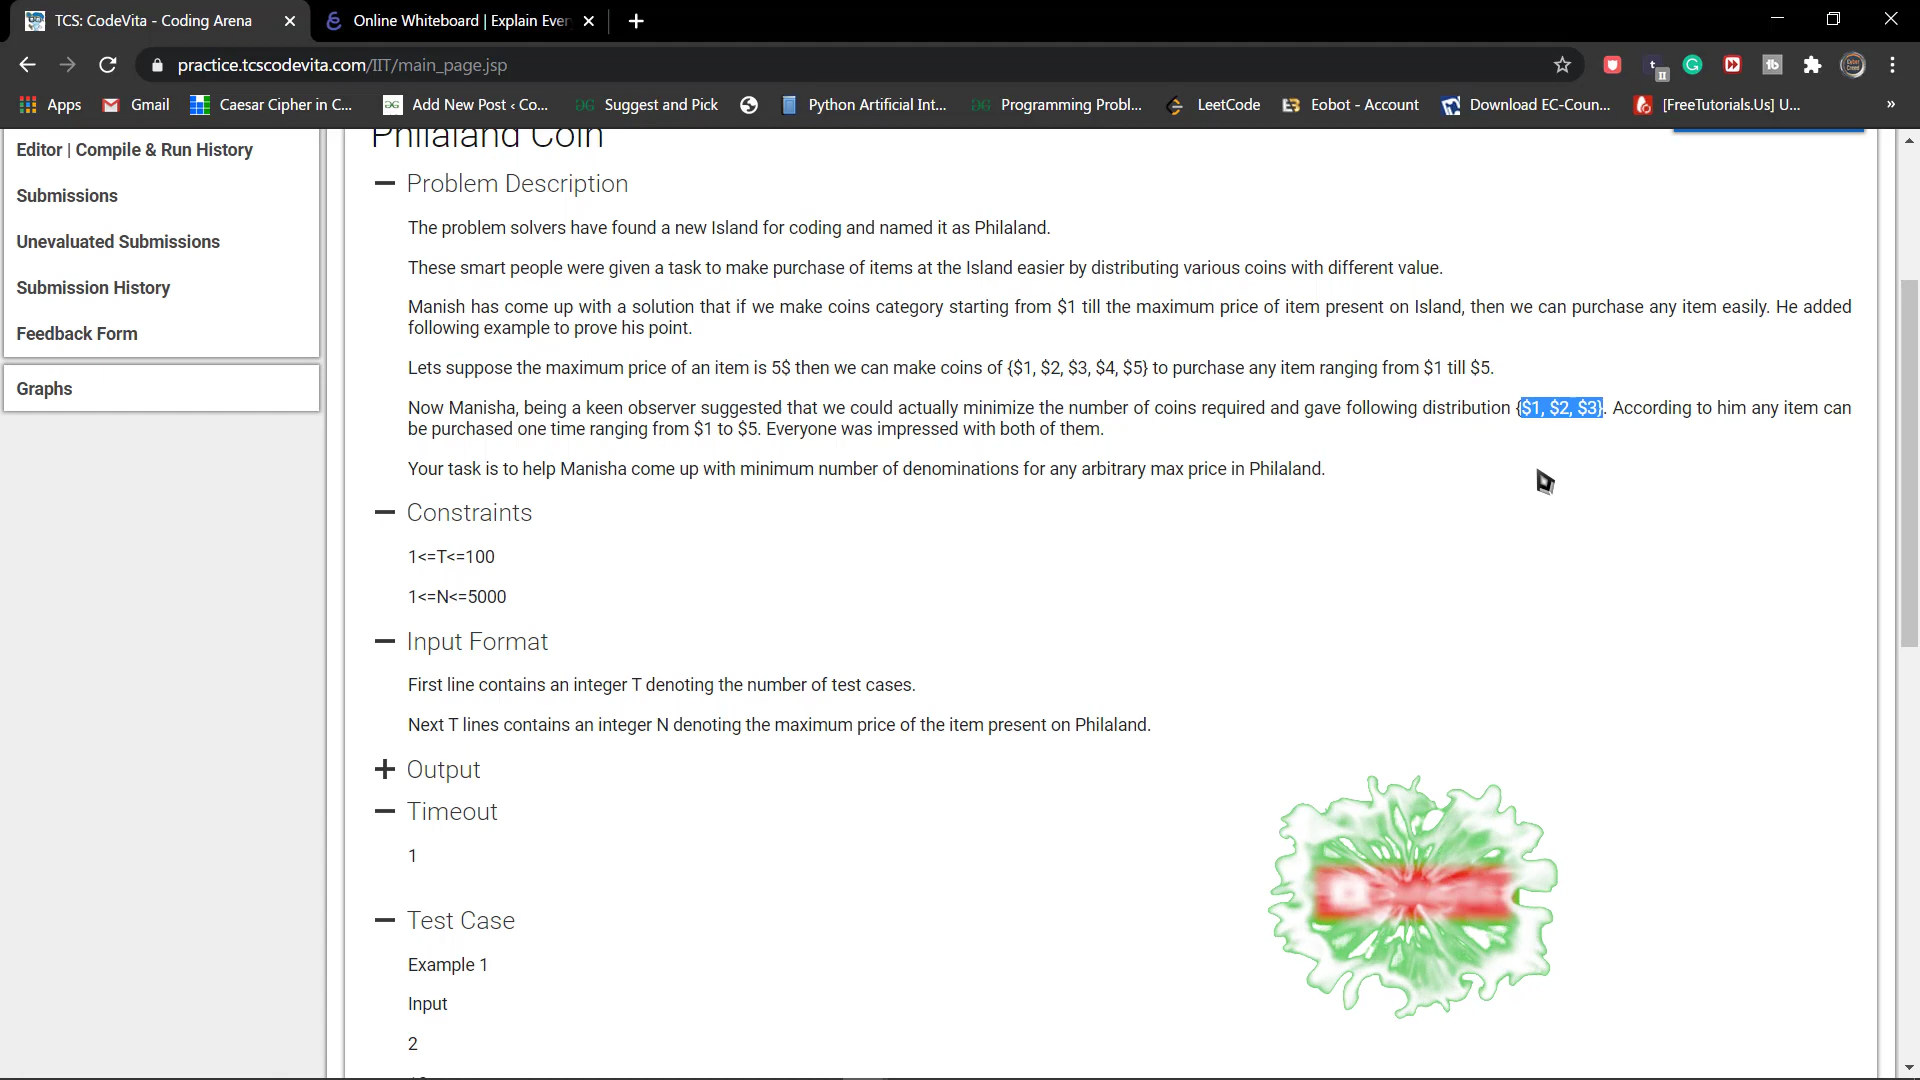 TCS: CodeVita - Coding Arena
Online Whiteboard | Explain Ever
practice.tcscodevita.com/IIT/main_page.jsp
Apps
Gmail
Caesar Cipher in C...
Add New Post ‹ Co...
Suggest and Pick
Python Artificial Int...
Programming Probl...
LeetCode
Eobot - Account
Download EC-Coun...
[FreeTutorials.Us] U...
»
Editor | Compile & Run History
Submissions
Unevaluated Submissions
Submission History
Feedback Form
Graphs
Philaland Coin
Problem Description
The problem solvers have found a new Island for coding and named it as Philaland.
These smart people were given a task to make purchase of items at the Island easier by distributing various coins with different value.
Manish has come up with a solution that if we make coins category starting from $1 till the maximum price of item present on Island, then we can purchase any item easily. He added
following example to prove his point.
Lets suppose the maximum price of an item is 5$ then we can make coins of {$1, $2, $3, $4, $5} to purchase any item ranging from $1 till $5.
Now Manisha, being a keen observer suggested that we could actually minimize the number of coins required and gave following distribution {$1, $2, $3}. According to him any item can
be purchased one time ranging from $1 to $5. Everyone was impressed with both of them.
Your task is to help Manisha come up with minimum number of denominations for any arbitrary max price in Philaland.
Constraints
1<=T<=100
1<=N<=5000
Input Format
First line contains an integer T denoting the number of test cases.
Next T lines contains an integer N denoting the maximum price of the item present on Philaland.
Output
Timeout
1
Test Case
Example 1
Input
2